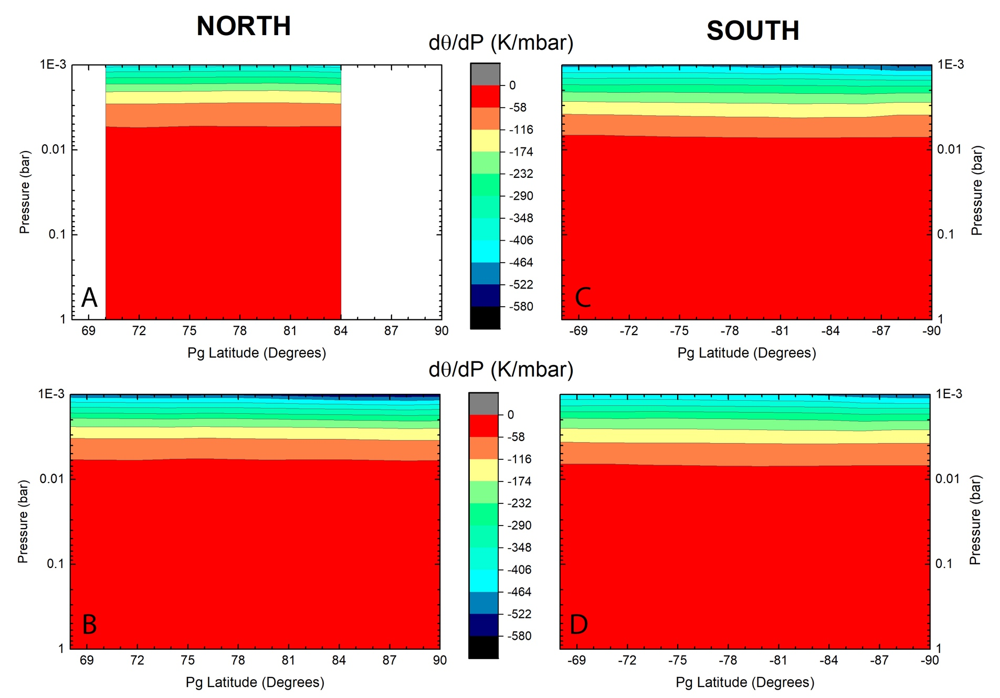 NORTH
SOUTH
dθ/dP (K/mbar)
1E-3
0.01
0.1
1
Pressure (bar)
A
69 72 75 78 81 84 87 90
Pg Latitude (Degrees)
0
-58
-116
-174
-232
-290
-348
-406
-464
-522
-580
1E-3
0.01
0.1
1
Pressure (bar)
C
-69 -72 -75 -78 -81 -84 -87 -90
Pg Latitude (Degrees)
dθ/dP (K/mbar)
1E-3
0.01
0.1
1
Pressure (bar)
B
69 72 75 78 81 84 87 90
Pg Latitude (Degrees)
0
-58
-116
-174
-232
-290
-348
-406
-464
-522
-580
1E-3
0.01
0.1
1
Pressure (bar)
D
-69 -72 -75 -78 -81 -84 -87 -90
Pg Latitude (Degrees)